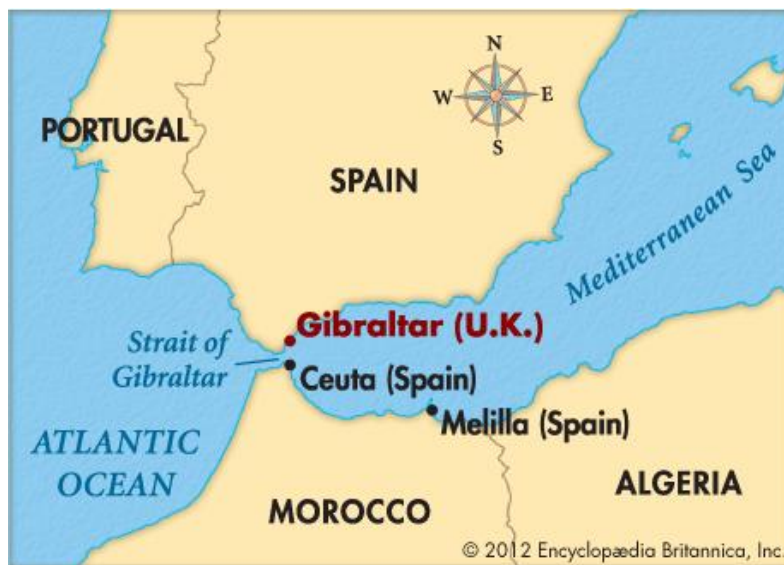 N
W
E
S
PORTUGAL
SPAIN
Mediterranean Sea
Gibraltar (U.K.)
Strait of
Gibraltar
Ceuta (Spain)
Melilla (Spain)
ATLANTIC
OCEAN
MOROCCO
ALGERIA
© 2012 Encyclopædia Britannica, Inc.